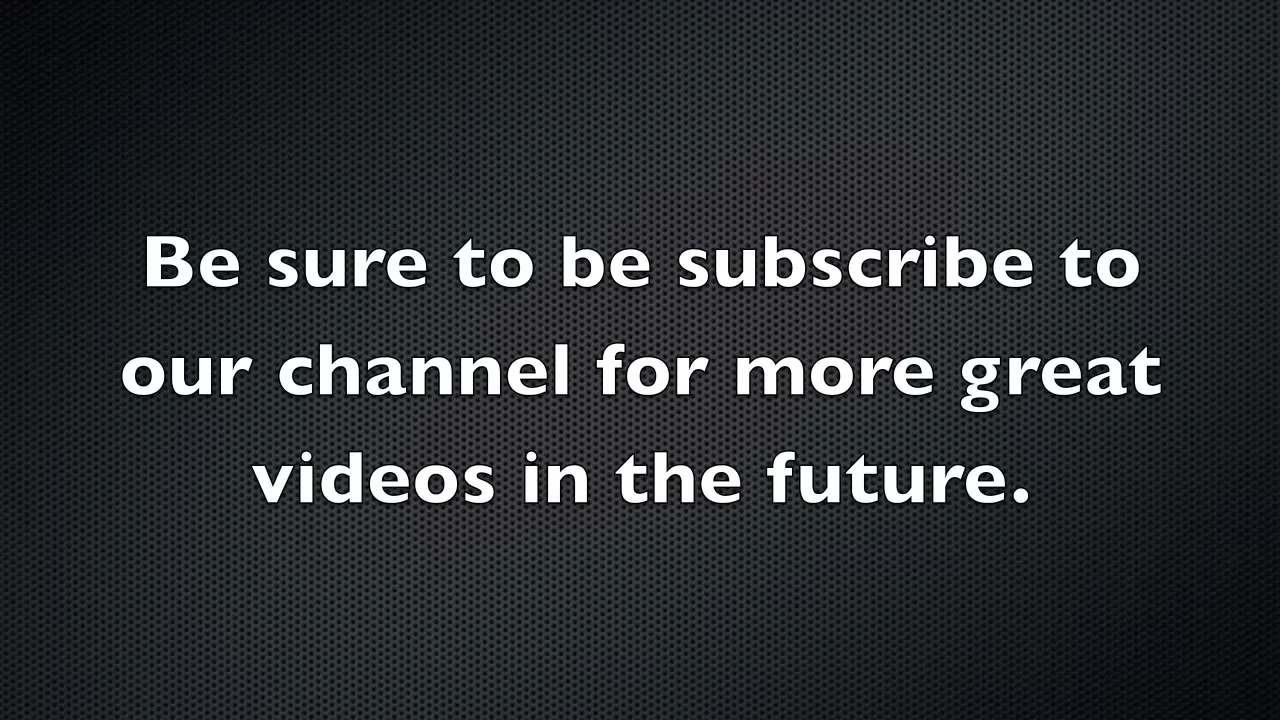 Be sure to be subscribe to
our channel for more great
videos in the future.